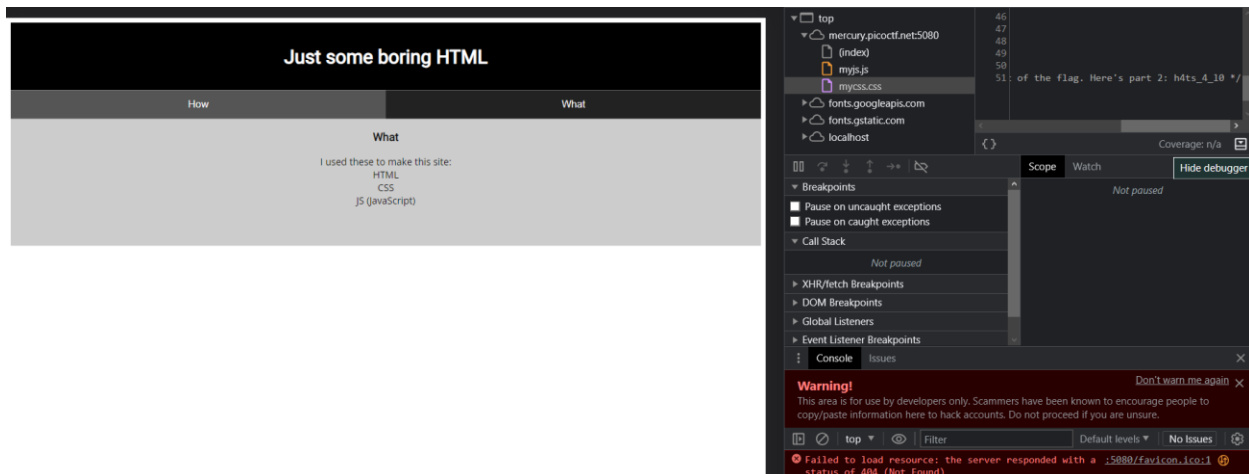 Just some boring HTML
How
What
What
I used these to make this site:
HTML
CSS
JS (JavaScript)
top
mercury.picoctf.net:5080
(index)
myjs.js
mycss.css
fonts.googleapis.com
fonts.gstatic.com
localhost
46
47
48
49
50
51
of the flag. Here's part 2: h4ts_4_l0 */
{}
Coverage: n/a
Scope
Watch
Hide debugger
Breakpoints
Pause on uncaught exceptions
Pause on caught exceptions
Call Stack
Not paused
XHR/fetch Breakpoints
DOM Breakpoints
Global Listeners
Event Listener Breakpoints
Not paused
Console
Issues
Warning!
Don't warn me again
This area is for use by developers only. Scammers have been known to encourage people to
copy/paste information here to hack accounts. Do not proceed if you are unsure.
top
Filter
Default levels
No Issues
Failed to load resource: the server responded with a :5080/favicon.ico:1
status of 404 (Not Found)